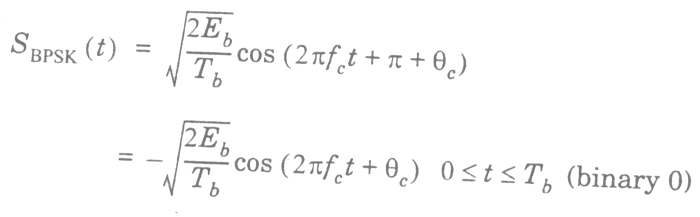 S_BPSK (t) = √(2E_b/T_b) cos (2πf_c t + π + θ_c)
= −√(2E_b/T_b) cos (2πf_c t + θ_c) 0 ≤ t ≤ T_b (binary 0)